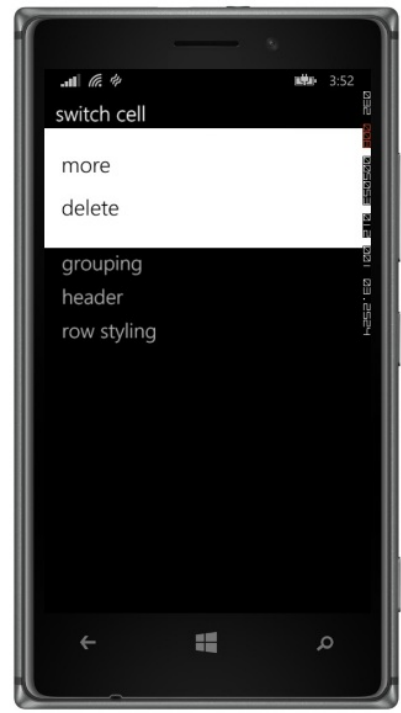 3:52
switch cell
more
delete
grouping
header
row styling